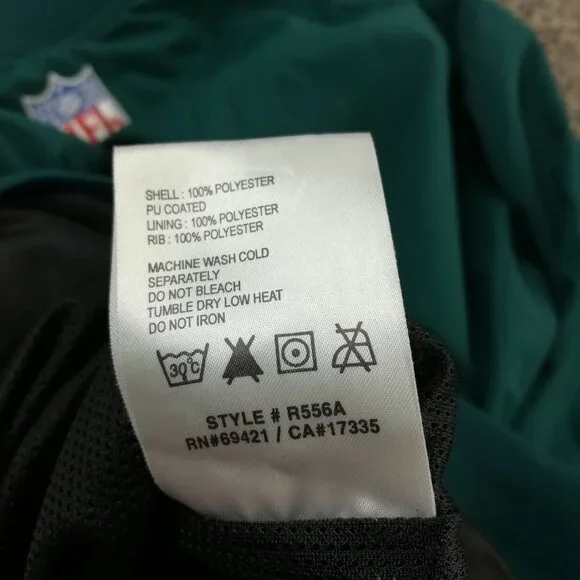 NFL
SHELL : 100% POLYESTER
PU COATED
LINING : 100% POLYESTER
RIB : 100% POLYESTER
MACHINE WASH COLD
SEPARATELY
DO NOT BLEACH
TUMBLE DRY LOW HEAT
DO NOT IRON
30°C
STYLE # R556A
RN#69421 / CA#17335